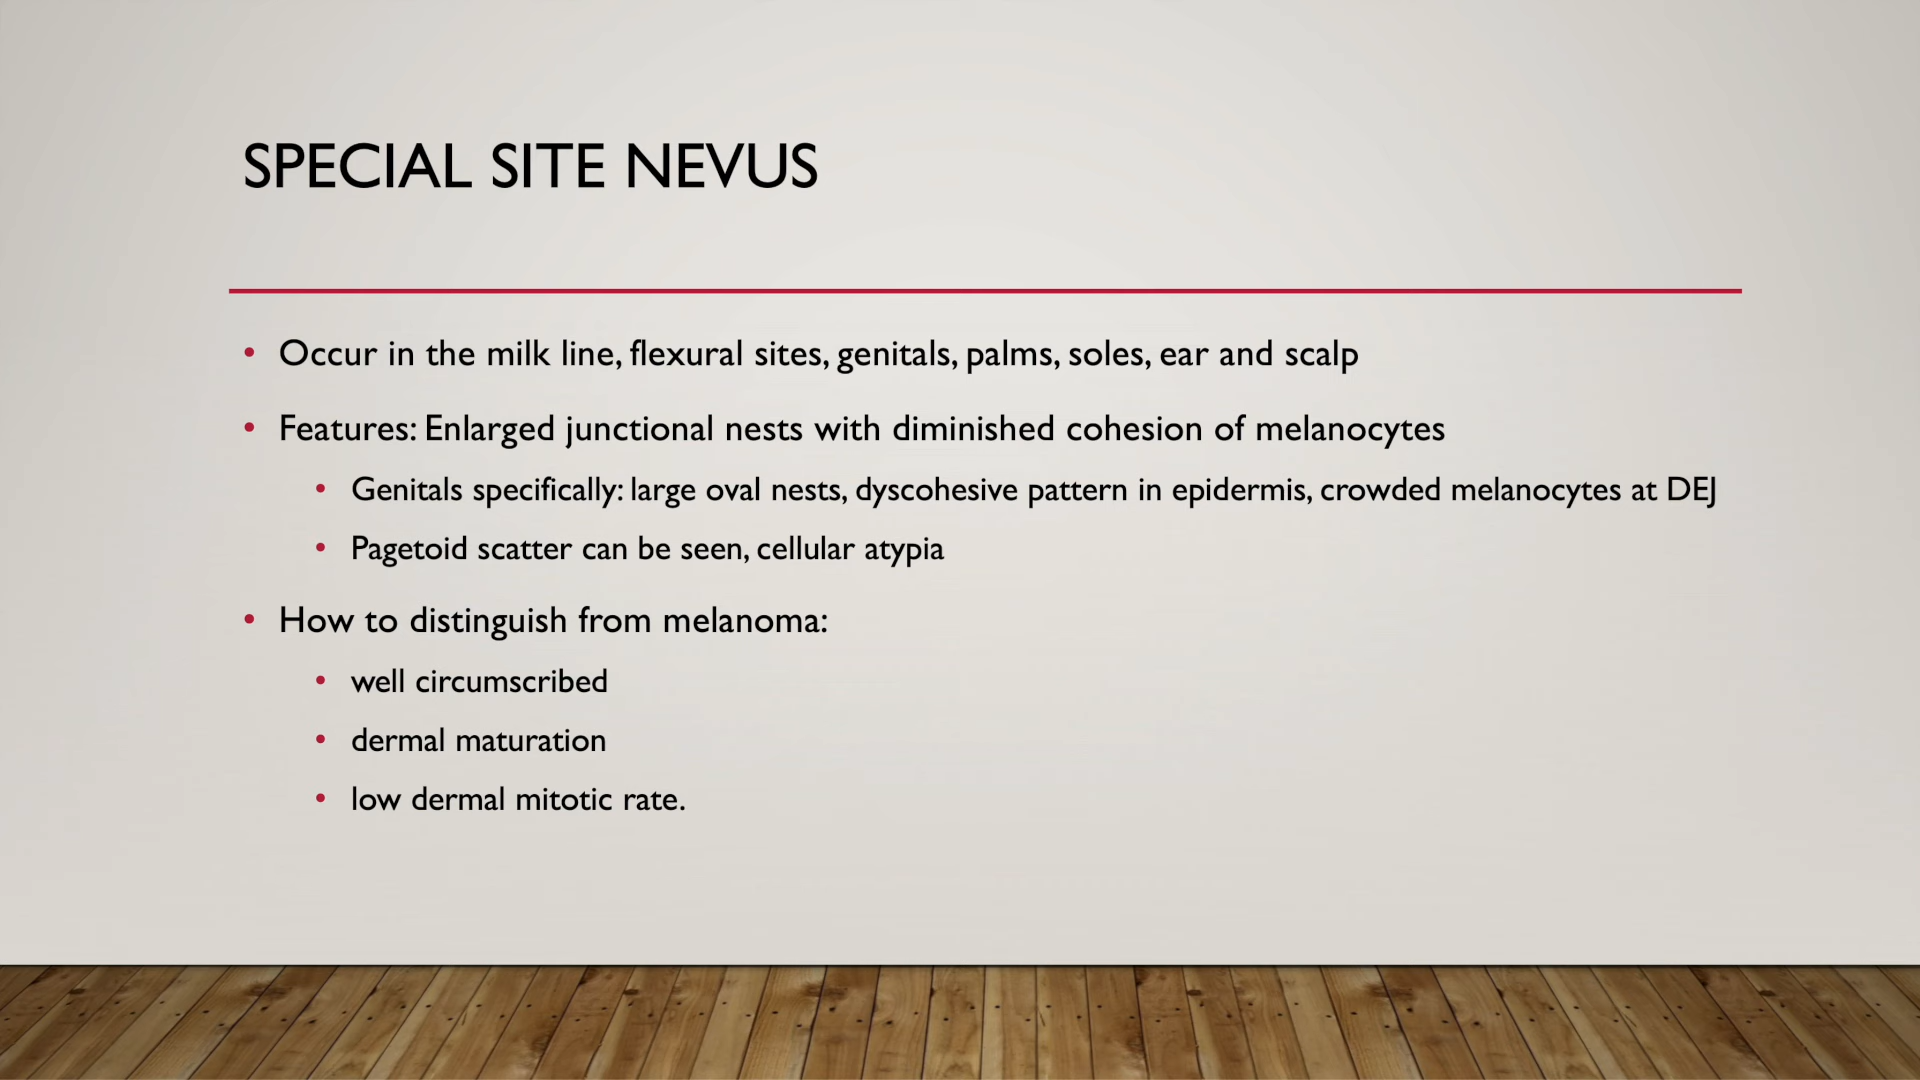 SPECIAL SITE NEVUS
• Occur in the milk line, flexural sites, genitals, palms, soles, ear and scalp
• Features: Enlarged junctional nests with diminished cohesion of melanocytes
• Genitals specifically: large oval nests, dyscohesive pattern in epidermis, crowded melanocytes at DEJ
• Pagetoid scatter can be seen, cellular atypia
• How to distinguish from melanoma:
• well circumscribed
• dermal maturation
• low dermal mitotic rate.